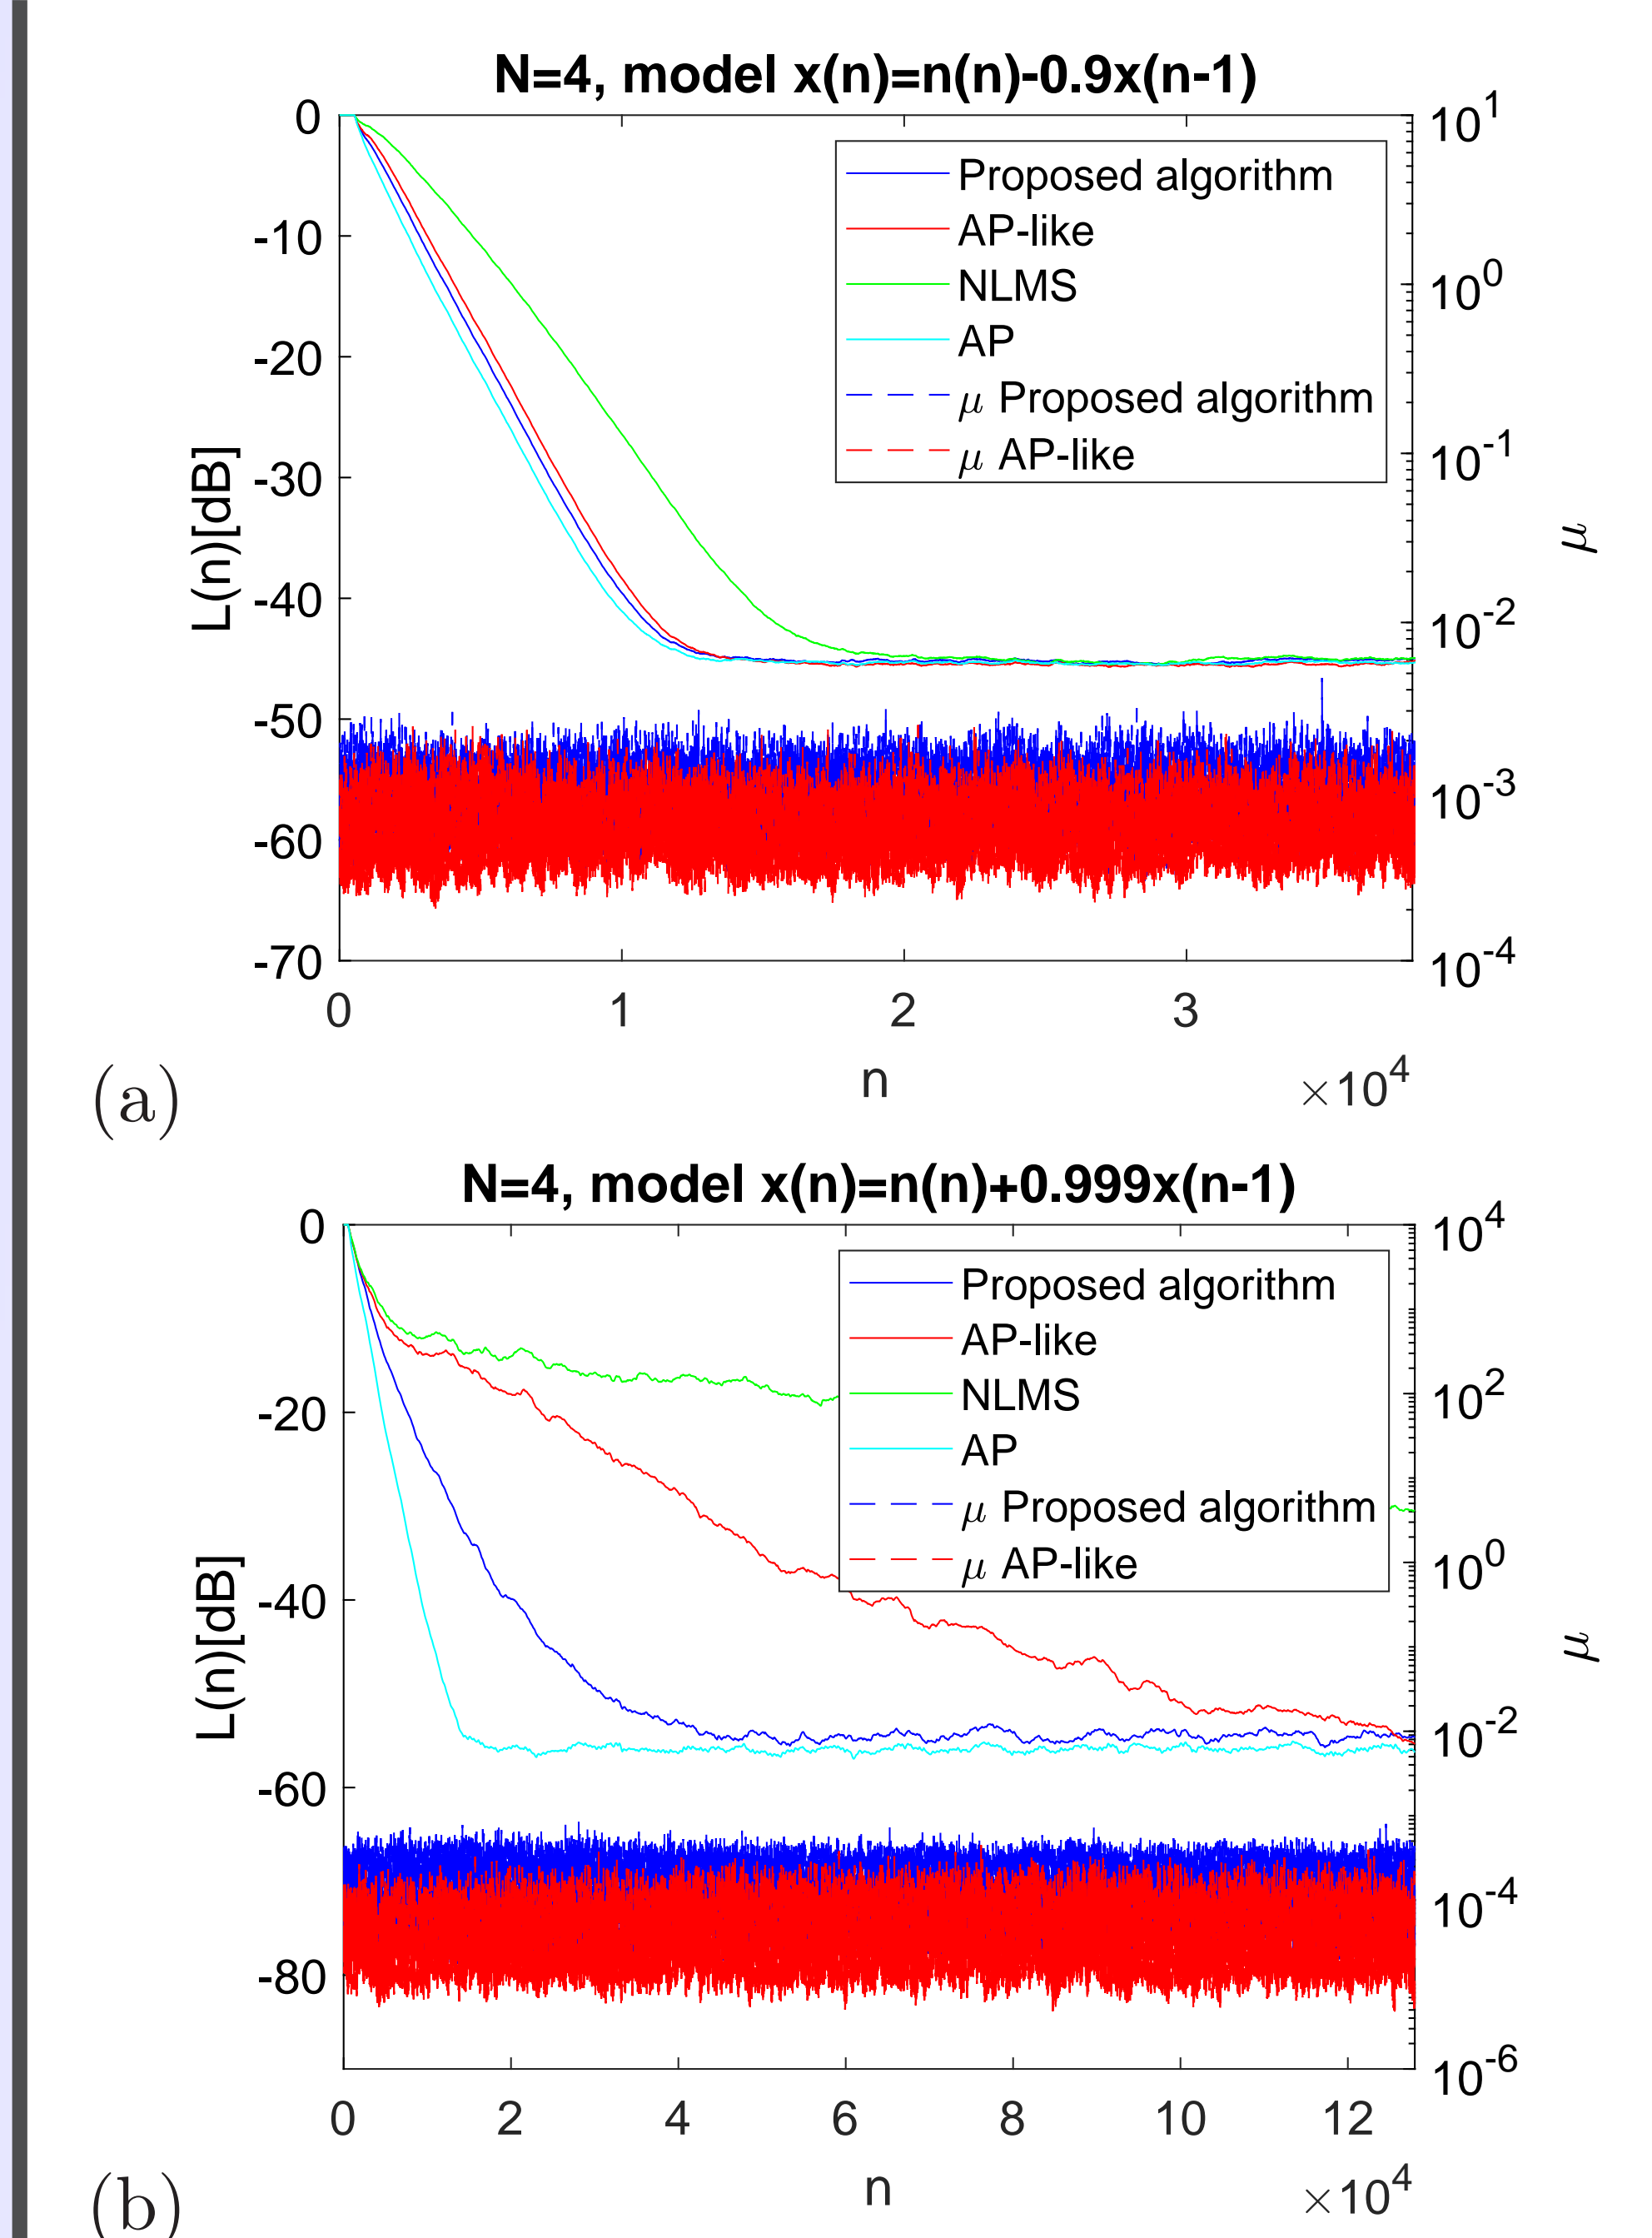 N=4, model x(n)=n(n)-0.9x(n-1)
0
-10
-20
-30
-40
-50
-60
-70
L(n)[dB]
Proposed algorithm
AP-like
NLMS
AP
μ Proposed algorithm
μ AP-like
10^1
10^0
10^-1
10^-2
10^-3
10^-4
μ
0 1 2 3
n
×10^4
(a)
N=4, model x(n)=n(n)+0.999x(n-1)
0
-20
-40
-60
-80
L(n)[dB]
Proposed algorithm
AP-like
NLMS
AP
μ Proposed algorithm
μ AP-like
10^4
10^2
10^0
10^-2
10^-4
10^-6
μ
0 2 4 6 8 10 12
n
×10^4
(b)